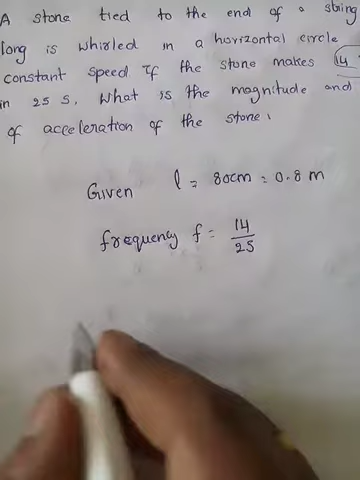 A stone tied to the end of a string
long is whirled in a horizontal circle
constant speed If the stone makes 14
in 25 s, What is the magnitude and
of acceleration of the stone.
Given l = 80cm = 0.8 m
frequency f = 14/25